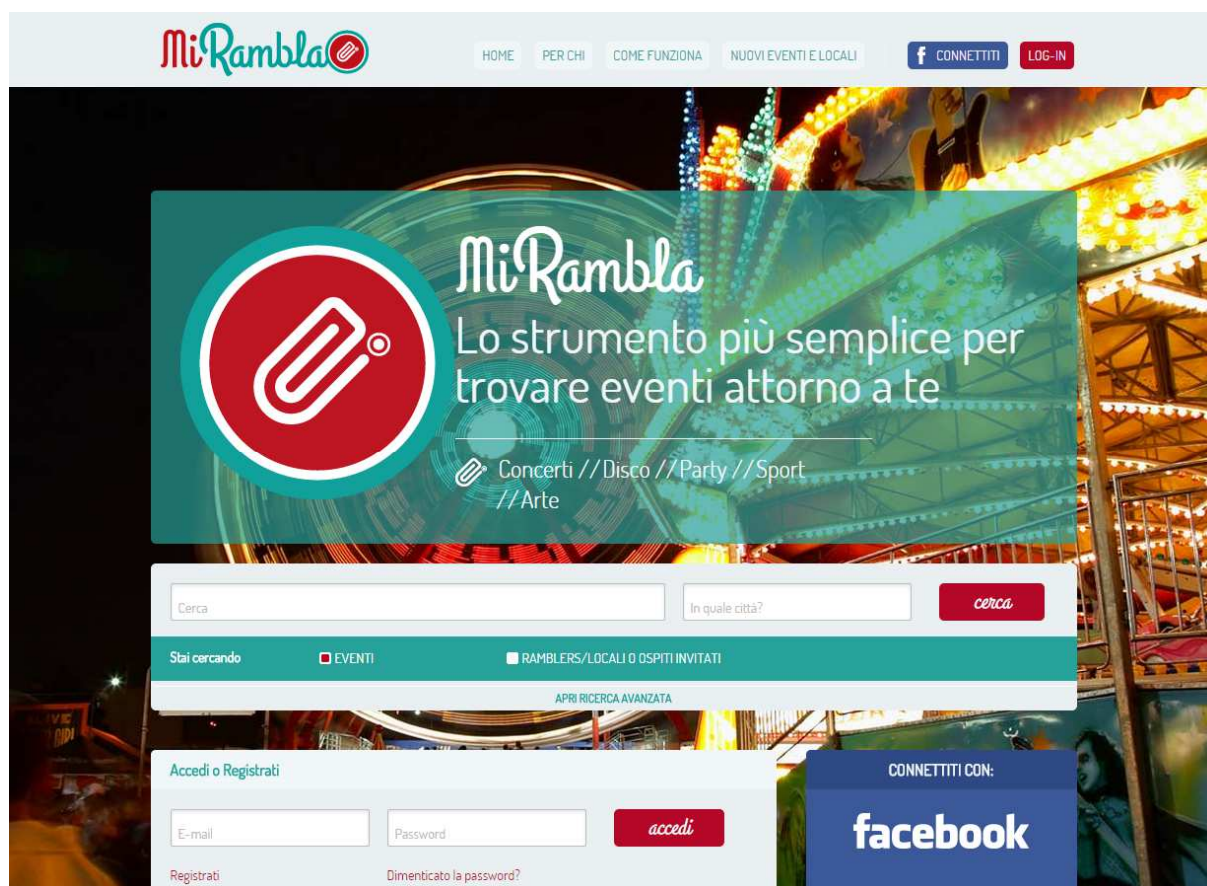 MiRambla
HOME PER CHI COME FUNZIONA NUOVI EVENTI E LOCALI f CONNETTITI LOG-IN
MiRambla
Lo strumento più semplice per
trovare eventi attorno a te
Concerti //Disco //Party //Sport
//Arte
Cerca In quale città? cerca
Stai cercando EVENTI RAMBLERS/LOCALI O OSPITI INVITATI
APRI RICERCA AVANZATA
Accedi o Registrati
E-mail Password accedi
Registrati Dimenticato la password?
CONNETTITI CON:
facebook